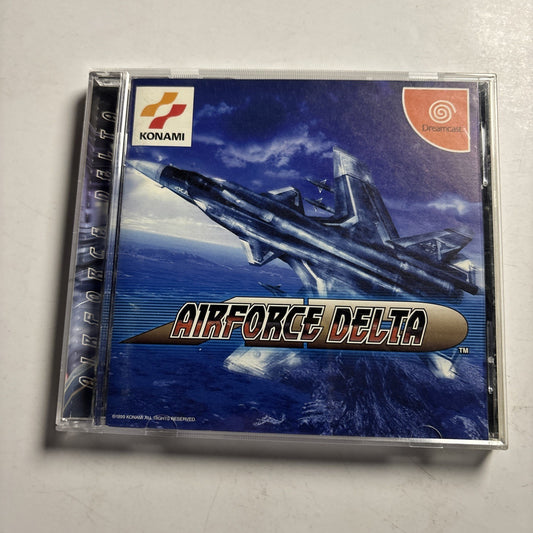 AIRFORCE DELTA
KONAMI
Dreamcast
AIRFORCE DELTA
TM
©1999 KONAMI ALL RIGHTS RESERVED.